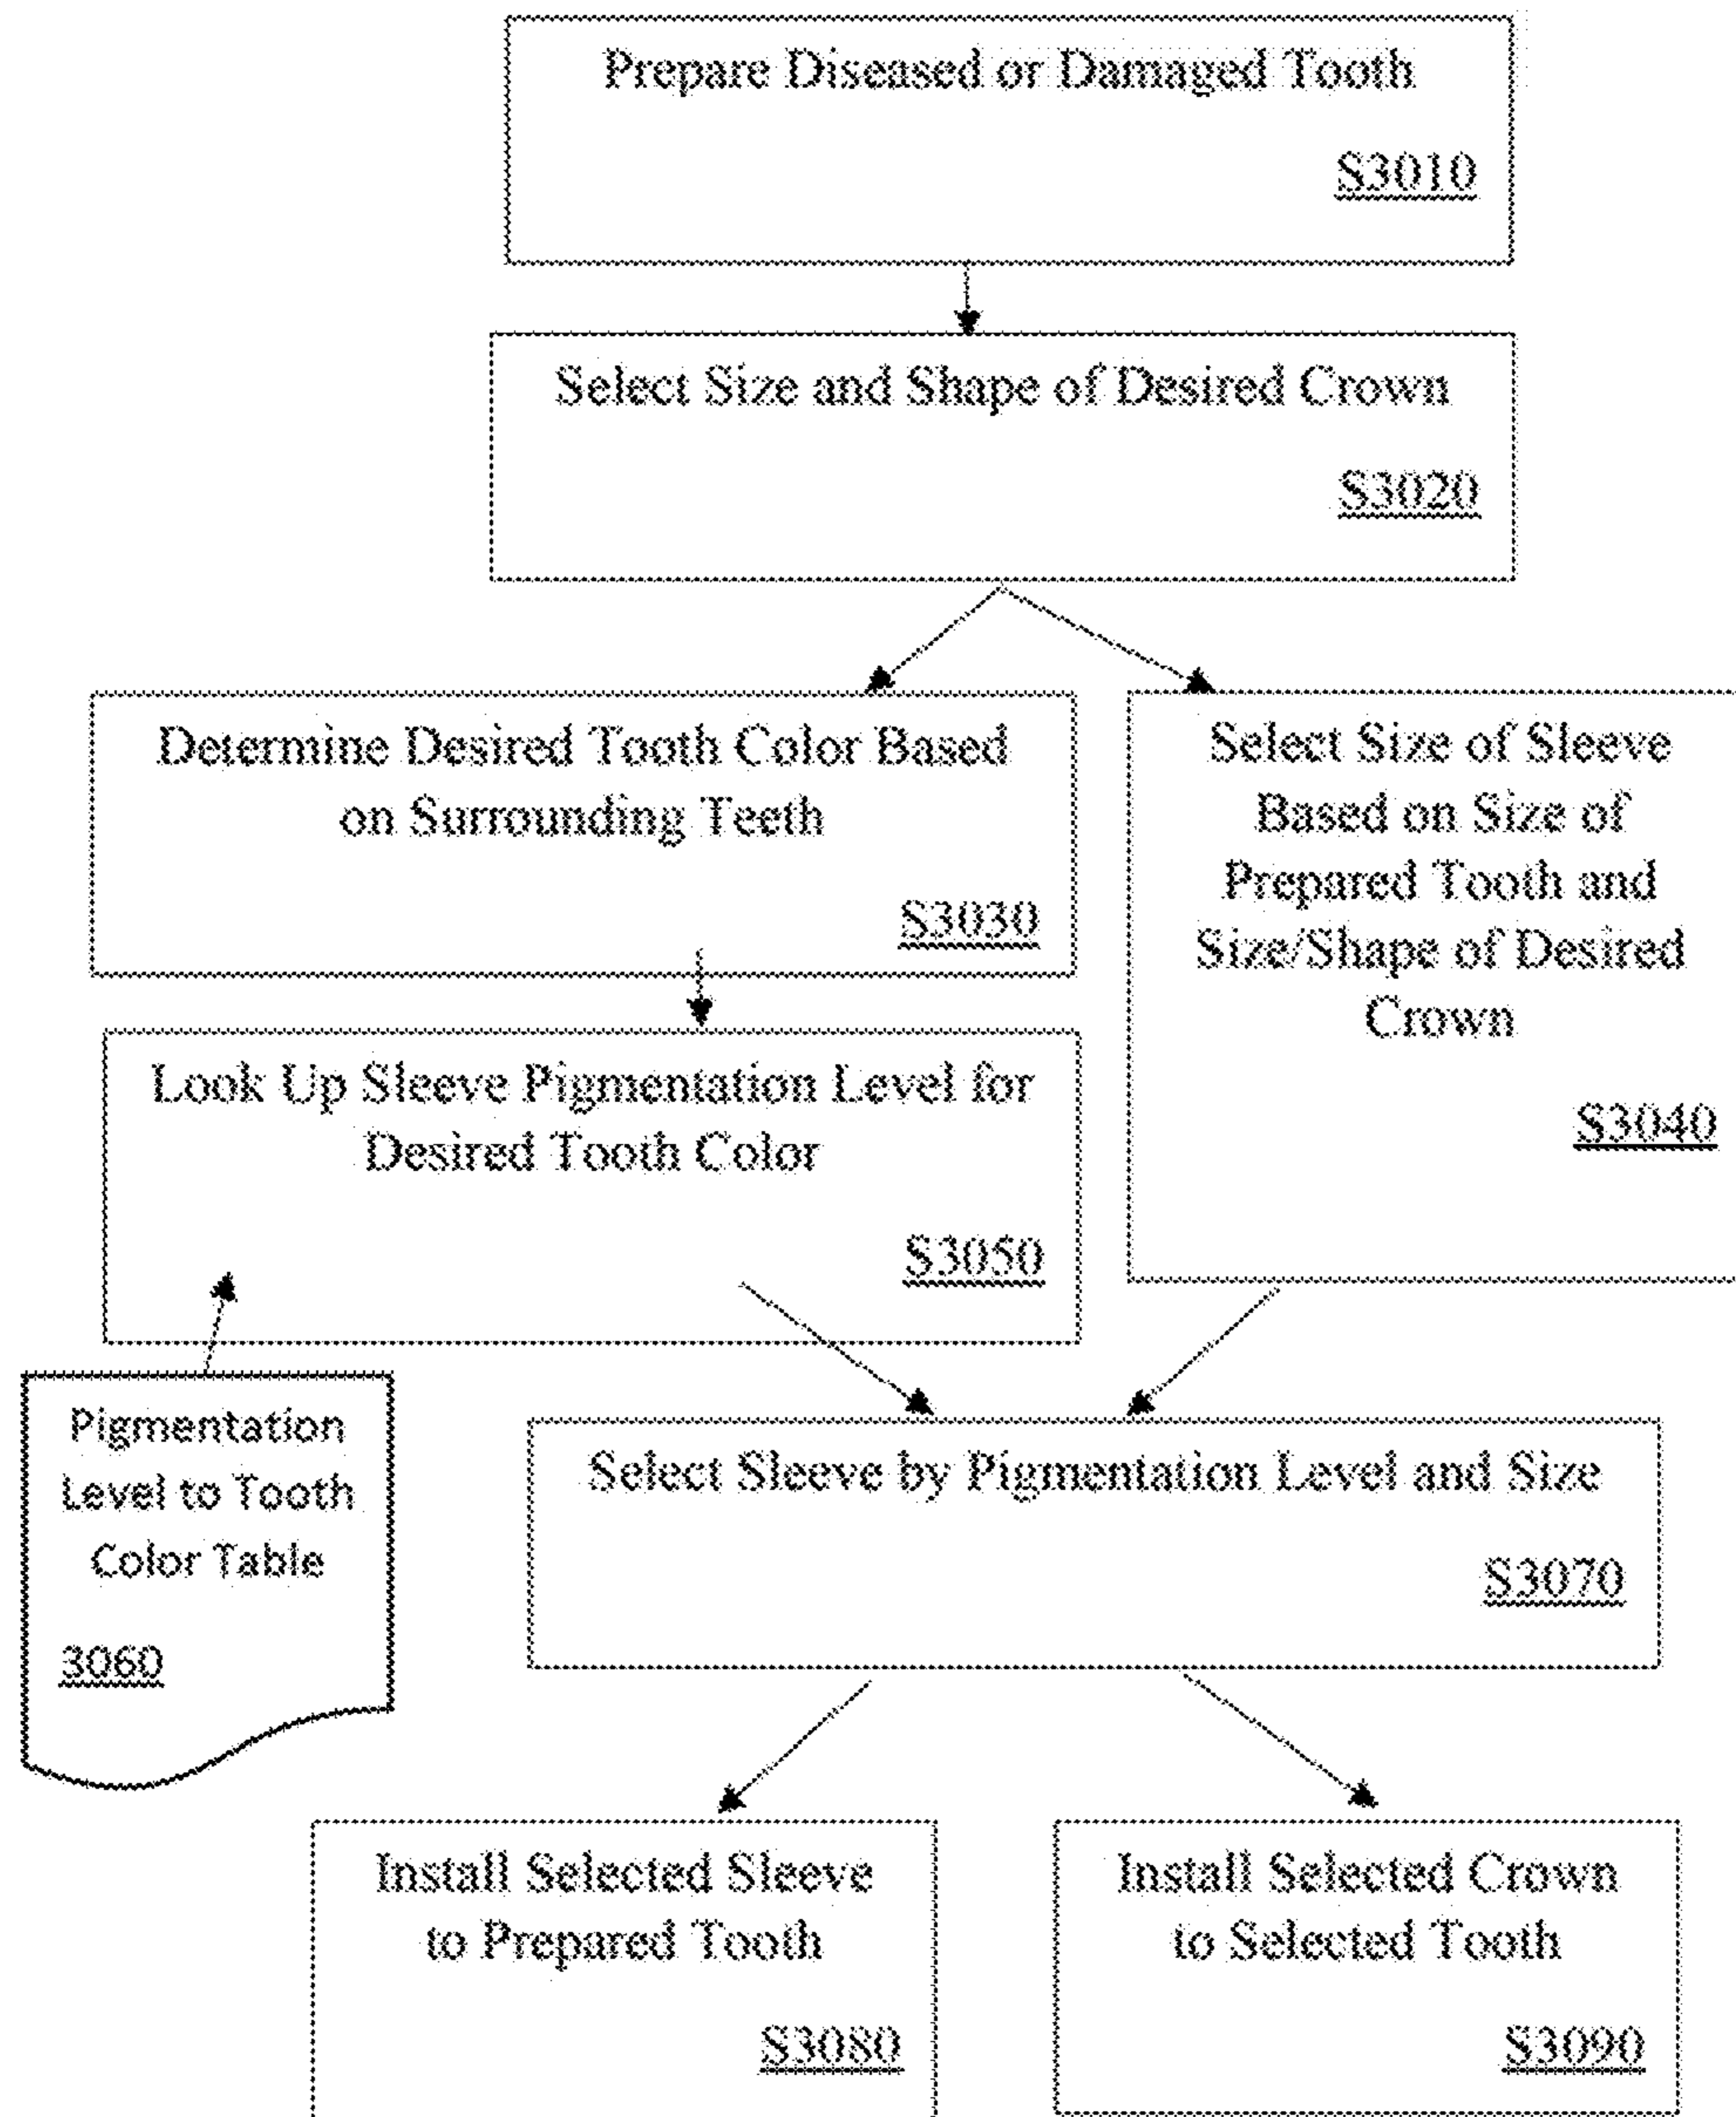 Prepare Diseased or Damaged Tooth
S3010
Select Size and Shape of Desired Crown
S3020
Determine Desired Tooth Color Based
on Surrounding Teeth
S3030
Select Size of Sleeve
Based on Size of
Prepared Tooth and
Size/Shape of Desired
Crown
S3040
Look Up Sleeve Pigmentation Level for
Desired Tooth Color
S3050
Pigmentation
Level to Tooth
Color Table
3060
Select Sleeve by Pigmentation Level and Size
S3070
Install Selected Sleeve
to Prepared Tooth
S3080
Install Selected Crown
to Selected Tooth
S3090